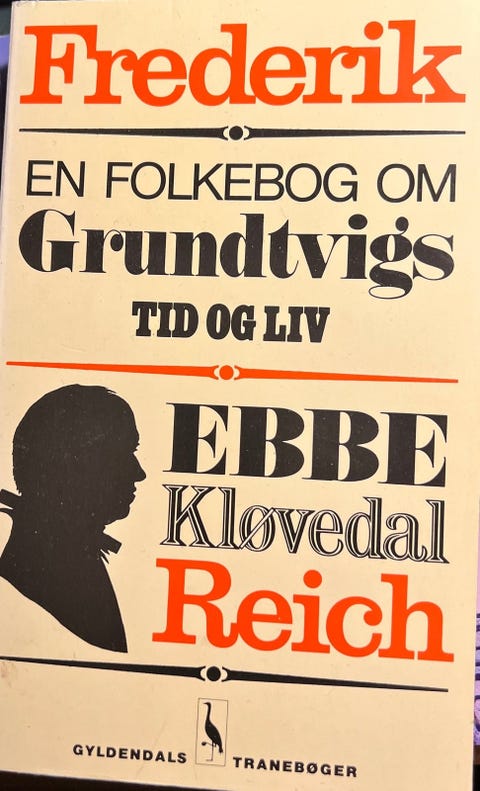 Frederik
EN FOLKEBOG OM
Grundtvigs
TID OG LIV
EBBE
Kløvedal
Reich
GYLDENDALS TRANEBØGER